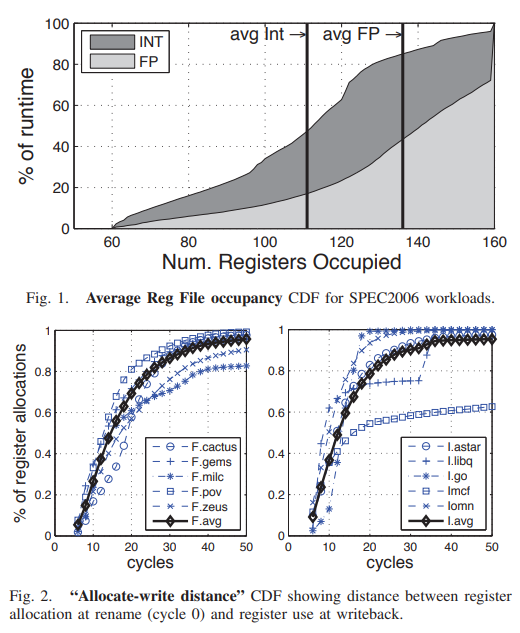 100
80
60
40
20
0
% of runtime
INT
FP
avg Int →
avg FP →
60
80
100
120
140
160
Num. Registers Occupied
Fig. 1. Average Reg File occupancy CDF for SPEC2006 workloads.
1
0.8
0.6
0.4
0.2
0
% of register allocations
F.cactus
F.gems
F.milc
F.pov
F.zeus
F.avg
0 10 20 30 40 50
cycles
1
0.8
0.6
0.4
0.2
0
I.astar
I.libq
I.go
Imcf
Iomn
I.avg
0 10 20 30 40 50
cycles
Fig. 2. “Allocate-write distance” CDF showing distance between register
allocation at rename (cycle 0) and register use at writeback.